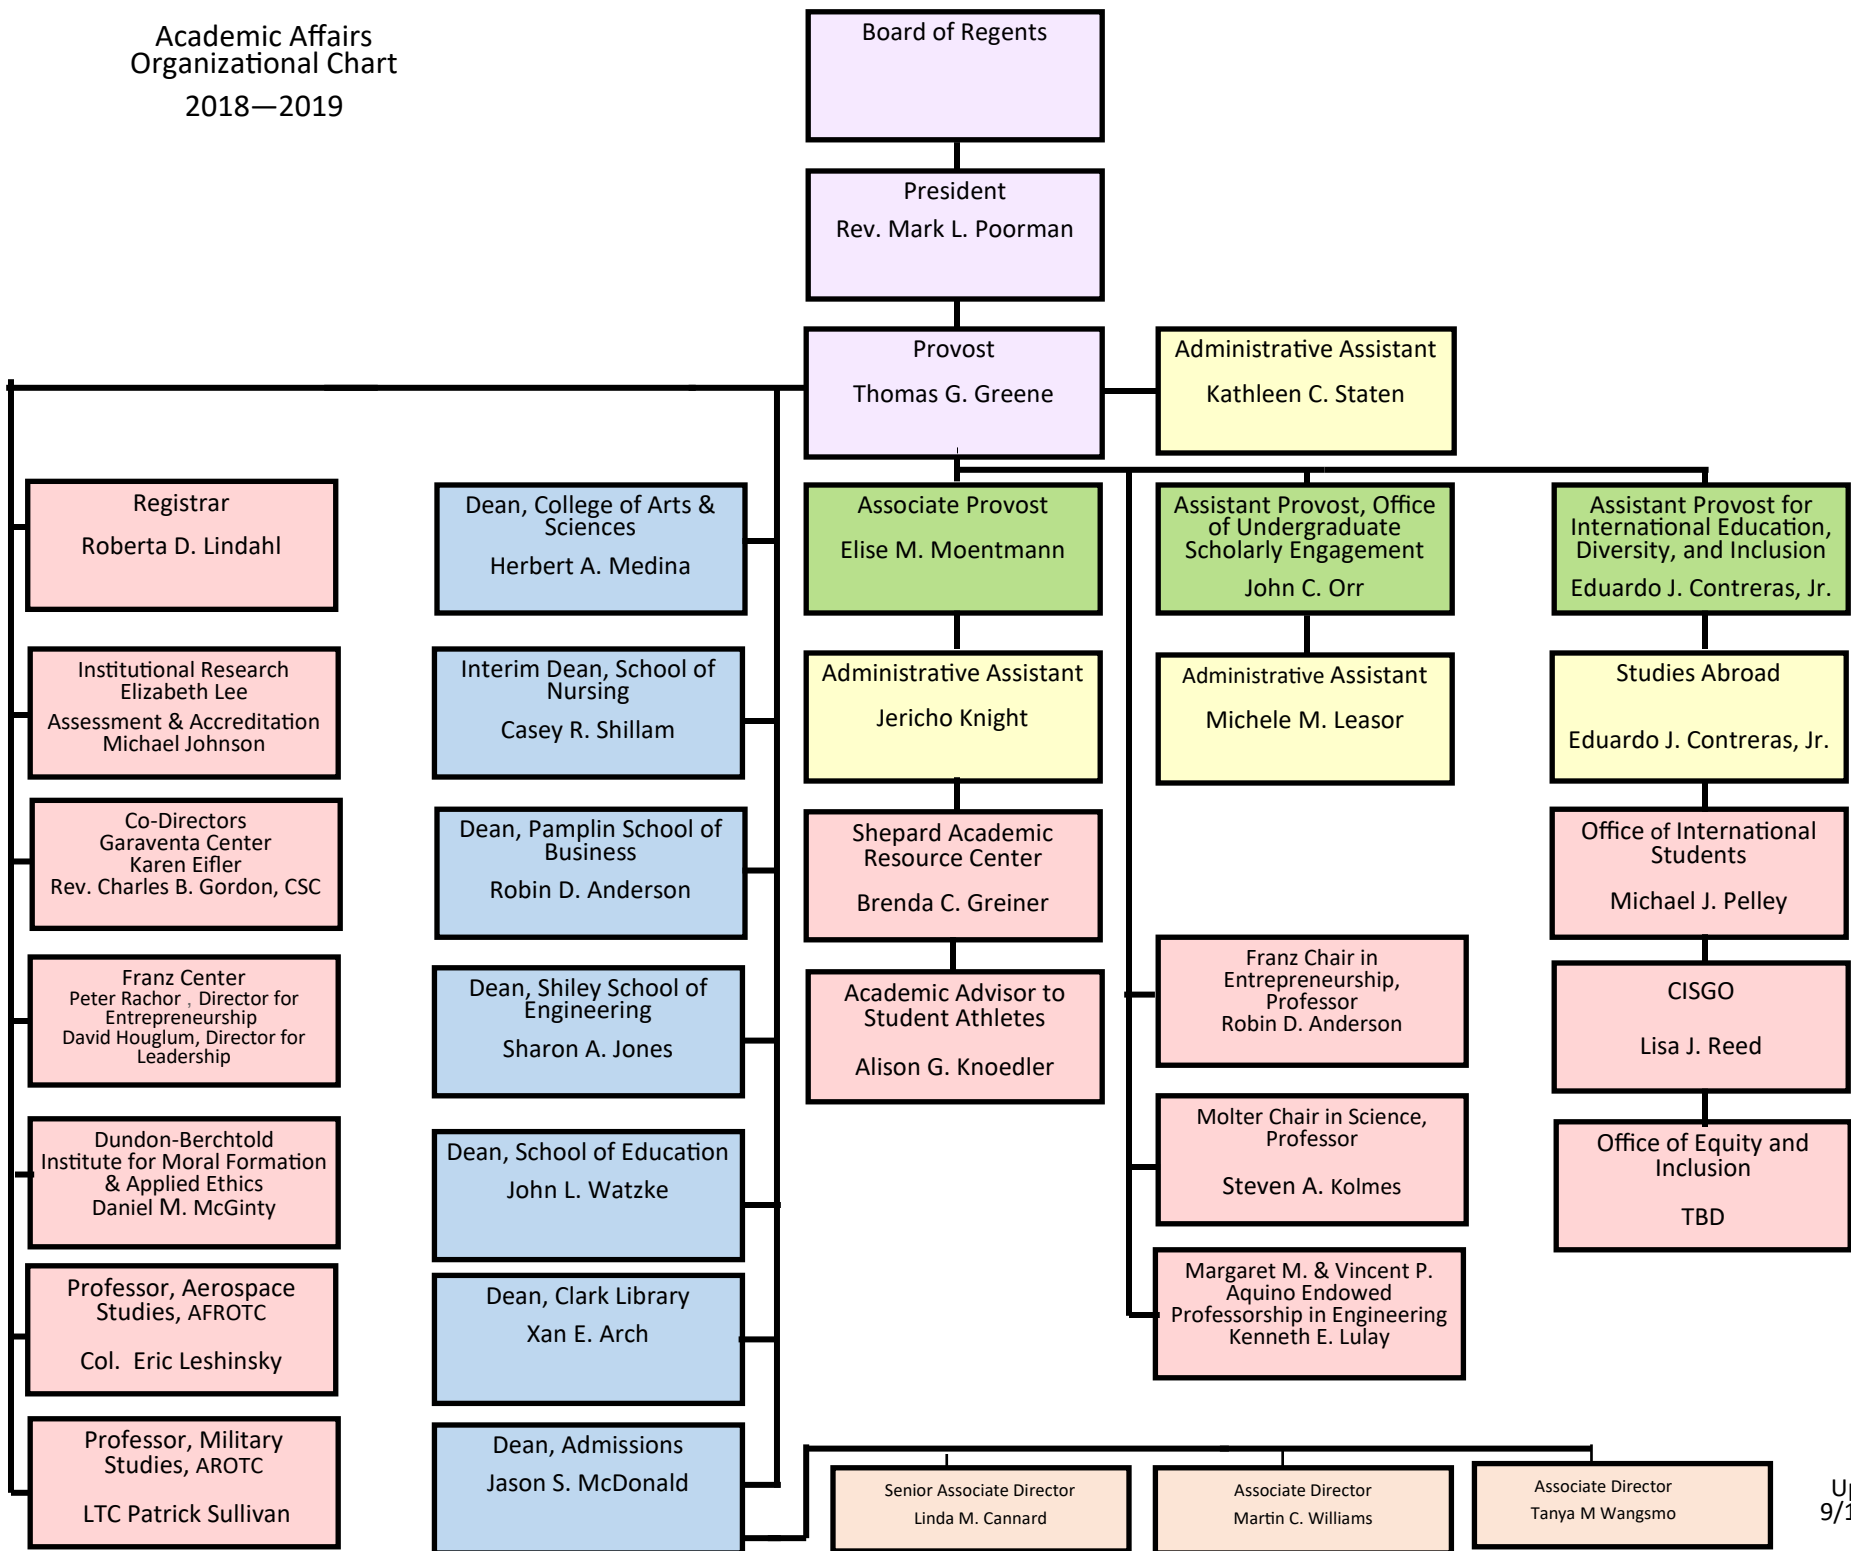 Academic Affairs
Organizational Chart
2018—2019
Board of Regents
President
Rev. Mark L. Poorman
Provost
Thomas G. Greene
Administrative Assistant
Kathleen C. Staten
Registrar
Roberta D. Lindahl
Institutional Research
Elizabeth Lee
Assessment & Accreditation
Michael Johnson
Co-Directors
Garaventa Center
Karen Eifler
Rev. Charles B. Gordon, CSC
Franz Center
Peter Rachor , Director for
Entrepreneurship
David Houglum, Director for
Leadership
Dundon-Berchtold
Institute for Moral Formation
& Applied Ethics
Daniel M. McGinty
Professor, Aerospace
Studies, AFROTC
Col. Eric Leshinsky
Professor, Military
Studies, AROTC
LTC Patrick Sullivan
Dean, College of Arts &
Sciences
Herbert A. Medina
Interim Dean, School of
Nursing
Casey R. Shillam
Dean, Pamplin School of
Business
Robin D. Anderson
Dean, Shiley School of
Engineering
Sharon A. Jones
Dean, School of Education
John L. Watzke
Dean, Clark Library
Xan E. Arch
Dean, Admissions
Jason S. McDonald
Associate Provost
Elise M. Moentmann
Administrative Assistant
Jericho Knight
Shepard Academic
Resource Center
Brenda C. Greiner
Academic Advisor to
Student Athletes
Alison G. Knoedler
Assistant Provost, Office
of Undergraduate
Scholarly Engagement
John C. Orr
Administrative Assistant
Michele M. Leasor
Franz Chair in
Entrepreneurship,
Professor
Robin D. Anderson
Molter Chair in Science,
Professor
Steven A. Kolmes
Margaret M. & Vincent P.
Aquino Endowed
Professorship in Engineering
Kenneth E. Lulay
Assistant Provost for
International Education,
Diversity, and Inclusion
Eduardo J. Contreras, Jr.
Studies Abroad
Eduardo J. Contreras, Jr.
Office of International
Students
Michael J. Pelley
CISGO
Lisa J. Reed
Office of Equity and
Inclusion
TBD
Senior Associate Director
Linda M. Cannard
Associate Director
Martin C. Williams
Associate Director
Tanya M Wangsmo